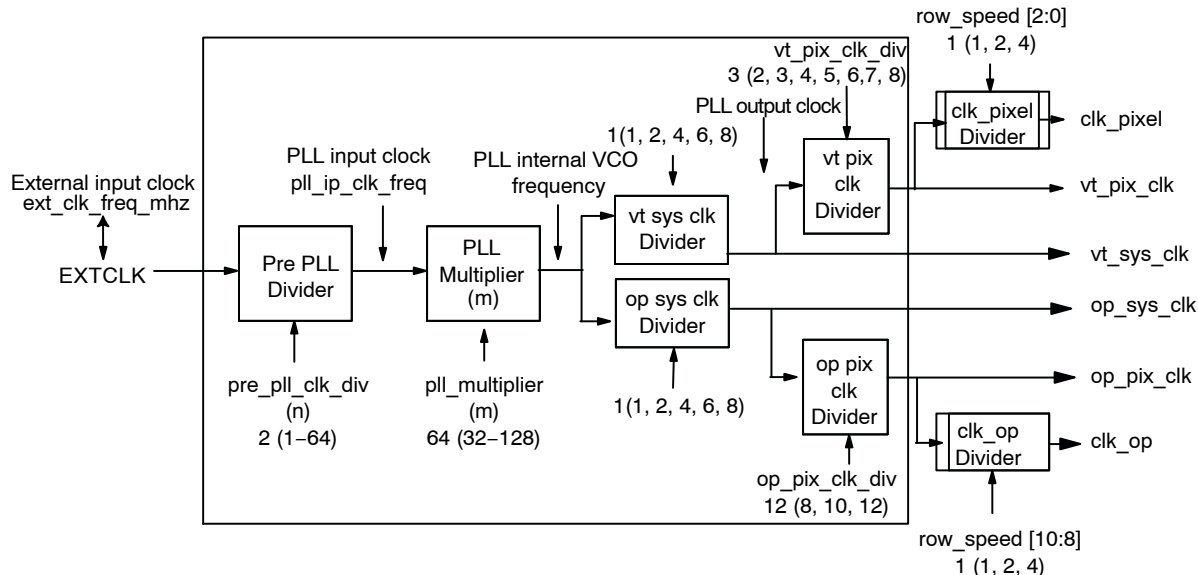 row_speed [2:0]
1 (1, 2, 4)
vt_pix_clk_div
3 (2, 3, 4, 5, 6,7, 8)
PLL output clock
clk_pixel
Divider
clk_pixel
1(1, 2, 4, 6, 8)
PLL input clock
pll_ip_clk_freq
PLL internal VCO
frequency
vt pix
clk
Divider
External input clock
ext_clk_freq_mhz
vt_pix_clk
vt sys clk
Divider
EXTCLK
Pre PLL
Divider
PLL
Multiplier
(m)
vt_sys_clk
op sys clk
Divider
op_sys_clk
op pix
clk
Divider
op_pix_clk
pre_pll_clk_div
(n)
2 (1−64)
pll_multiplier
(m)
64 (32−128)
1(1, 2, 4, 6, 8)
clk_op
Divider
clk_op
op_pix_clk_div
12 (8, 10, 12)
row_speed [10:8]
1 (1, 2, 4)